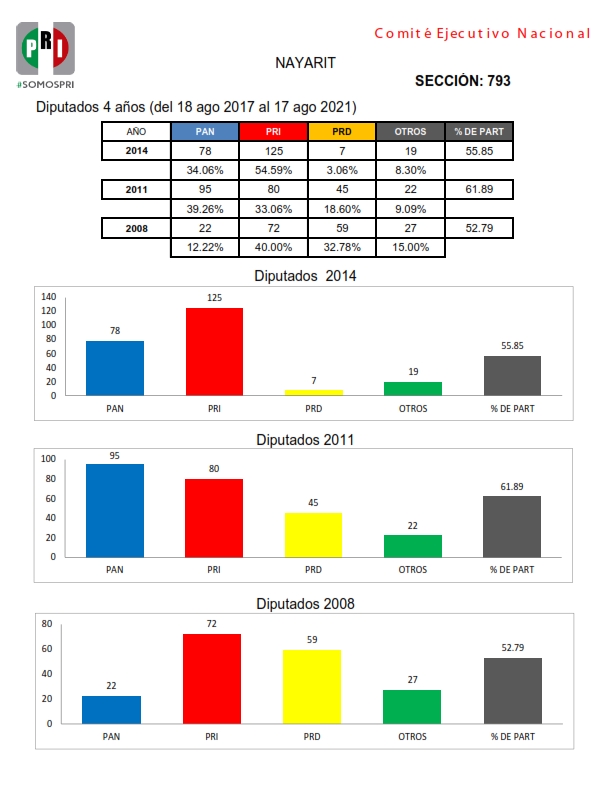 Comité Ejecutivo Nacional
PRI
#SOMOSPRI
NAYARIT
SECCIÓN: 793
Diputados 4 años (del 18 ago 2017 al 17 ago 2021)
AÑO PAN PRI PRD OTROS % DE PART
2014 78 125 7 19 55.85
34.06% 54.59% 3.06% 8.30%
2011 95 80 45 22 61.89
39.26% 33.06% 18.60% 9.09%
2008 22 72 59 27 52.79
12.22% 40.00% 32.78% 15.00%
Diputados 2014
140
120
100
80
60
40
20
0
78
125
7
19
55.85
PAN PRI PRD OTROS % DE PART
Diputados 2011
100
80
60
40
20
0
95
80
45
22
61.89
PAN PRI PRD OTROS % DE PART
Diputados 2008
80
60
40
20
0
22
72
59
27
52.79
PAN PRI PRD OTROS % DE PART